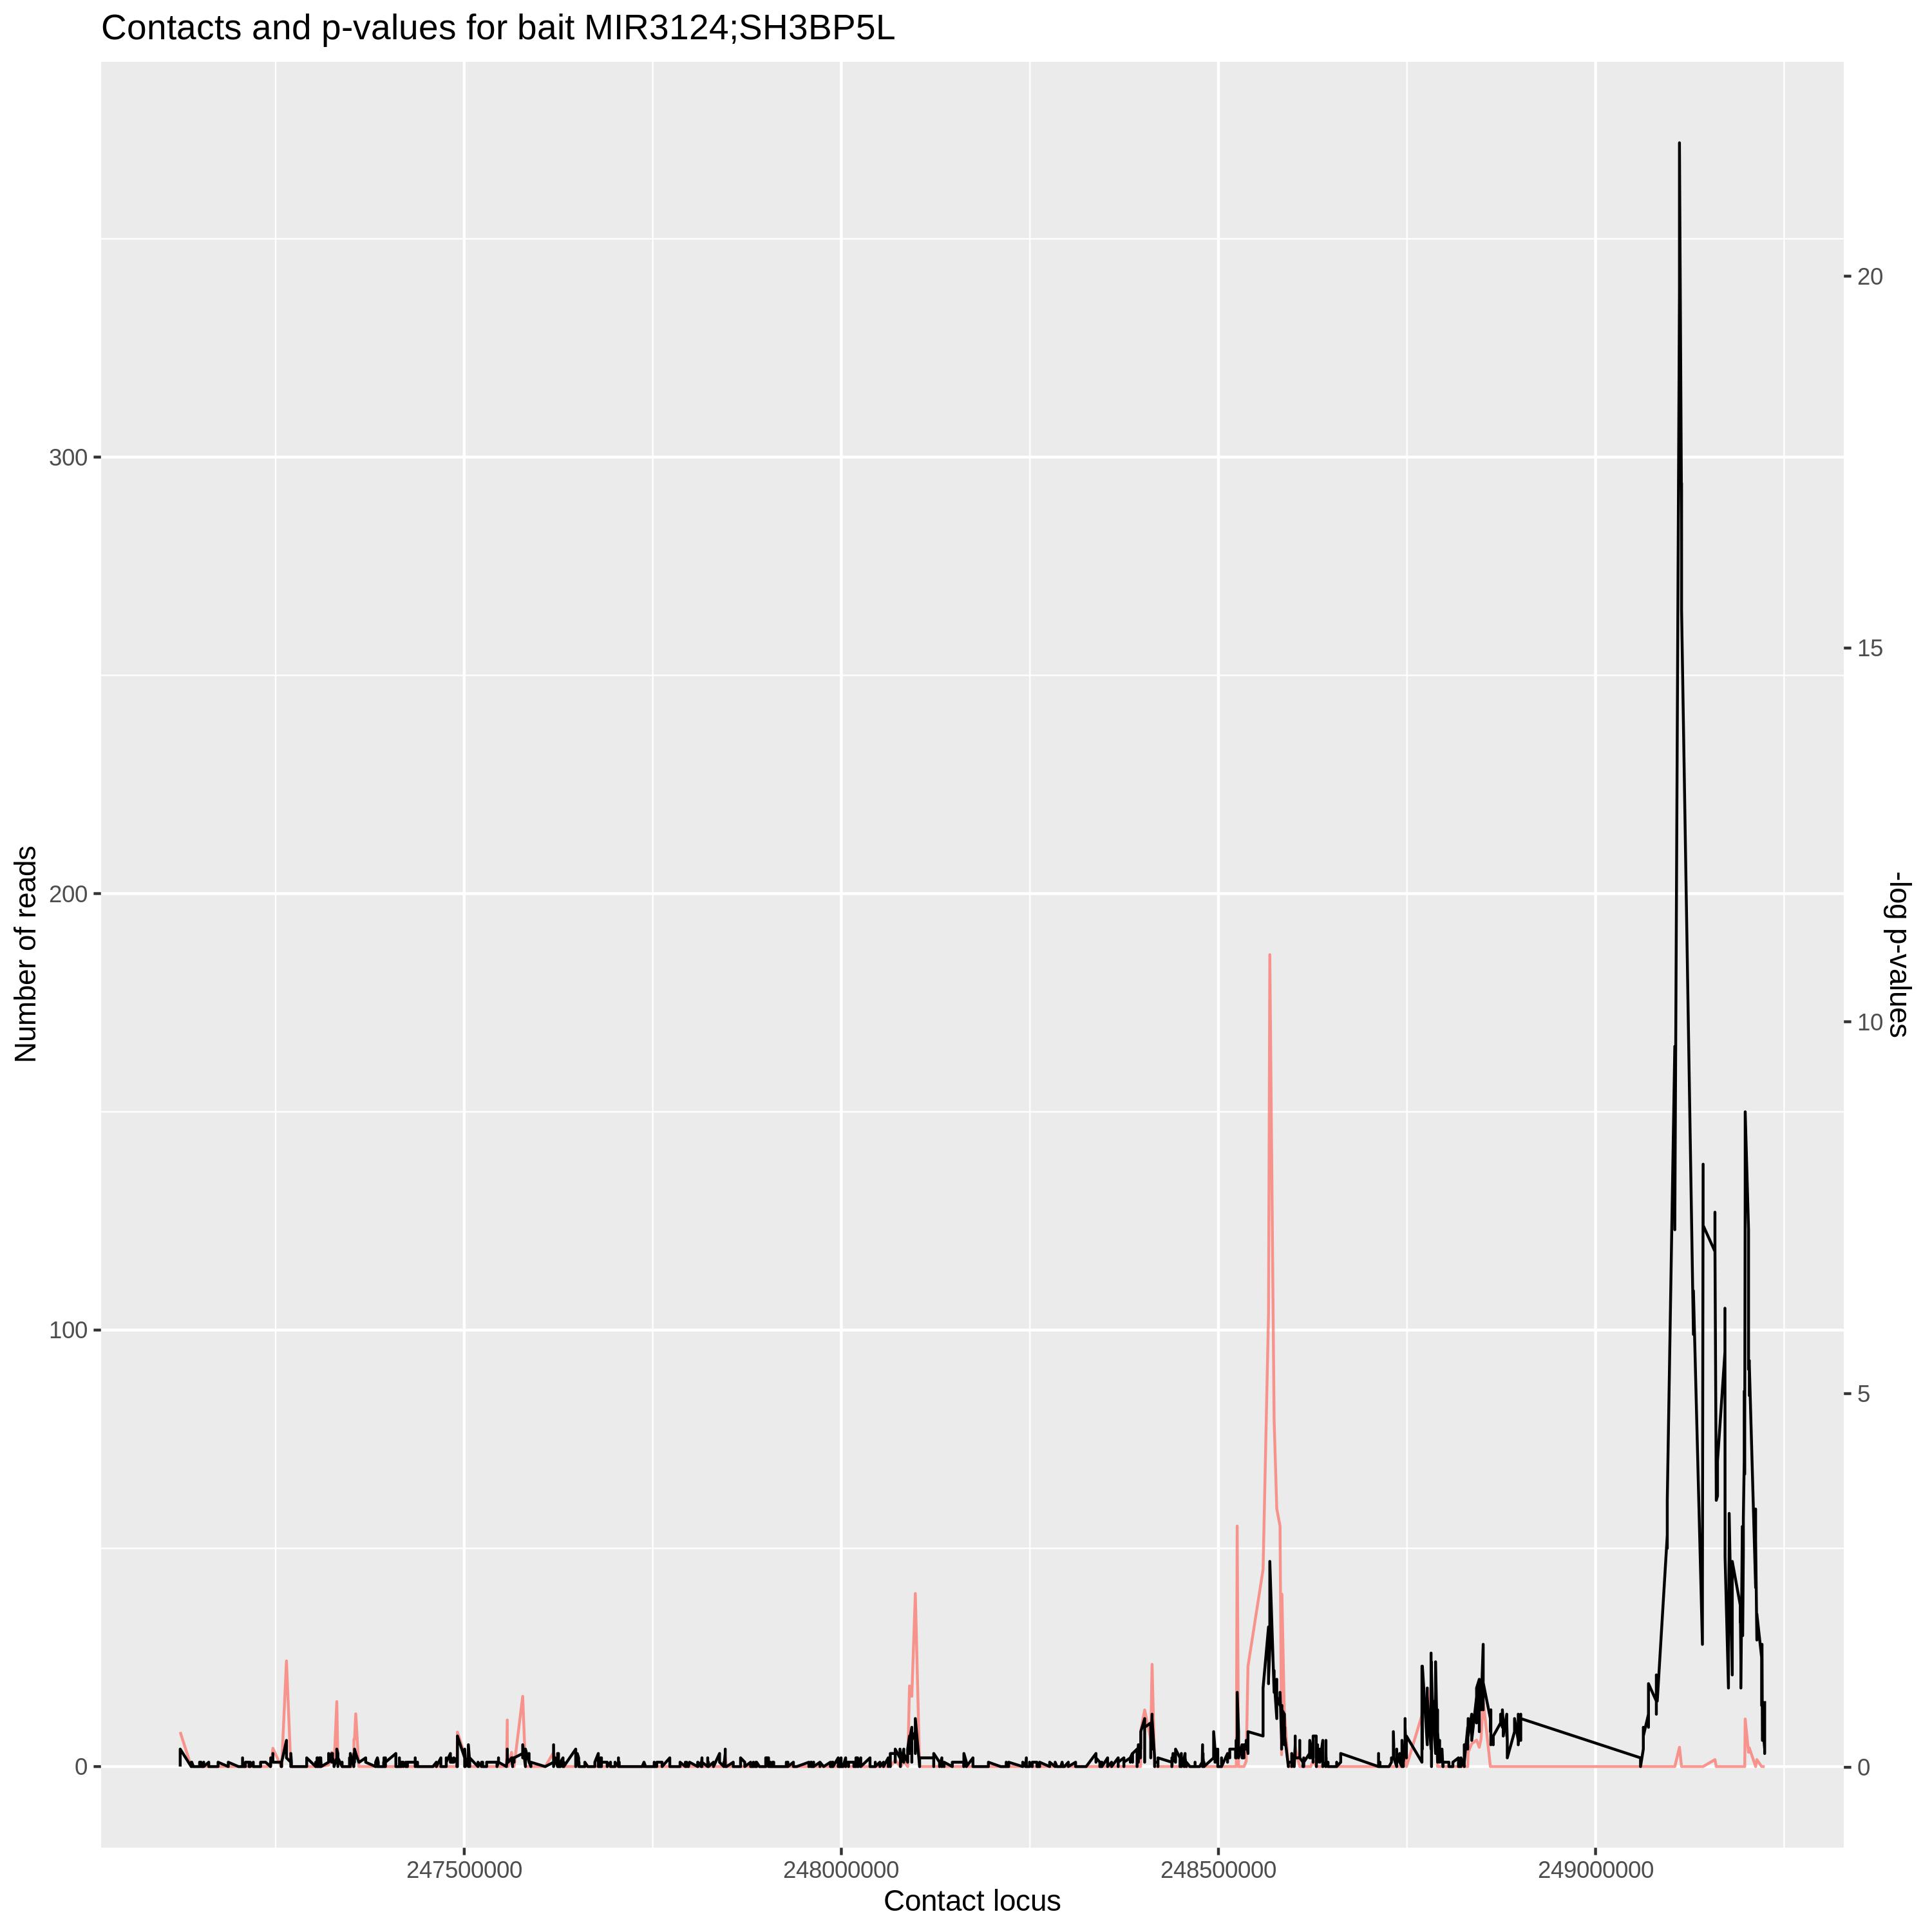 Contacts and p-values for bait MIR3124;SH3BP5L
Number of reads
300
200
100
0
20
15
10
5
0
-log p-values
247500000 248000000 248500000 249000000
Contact locus